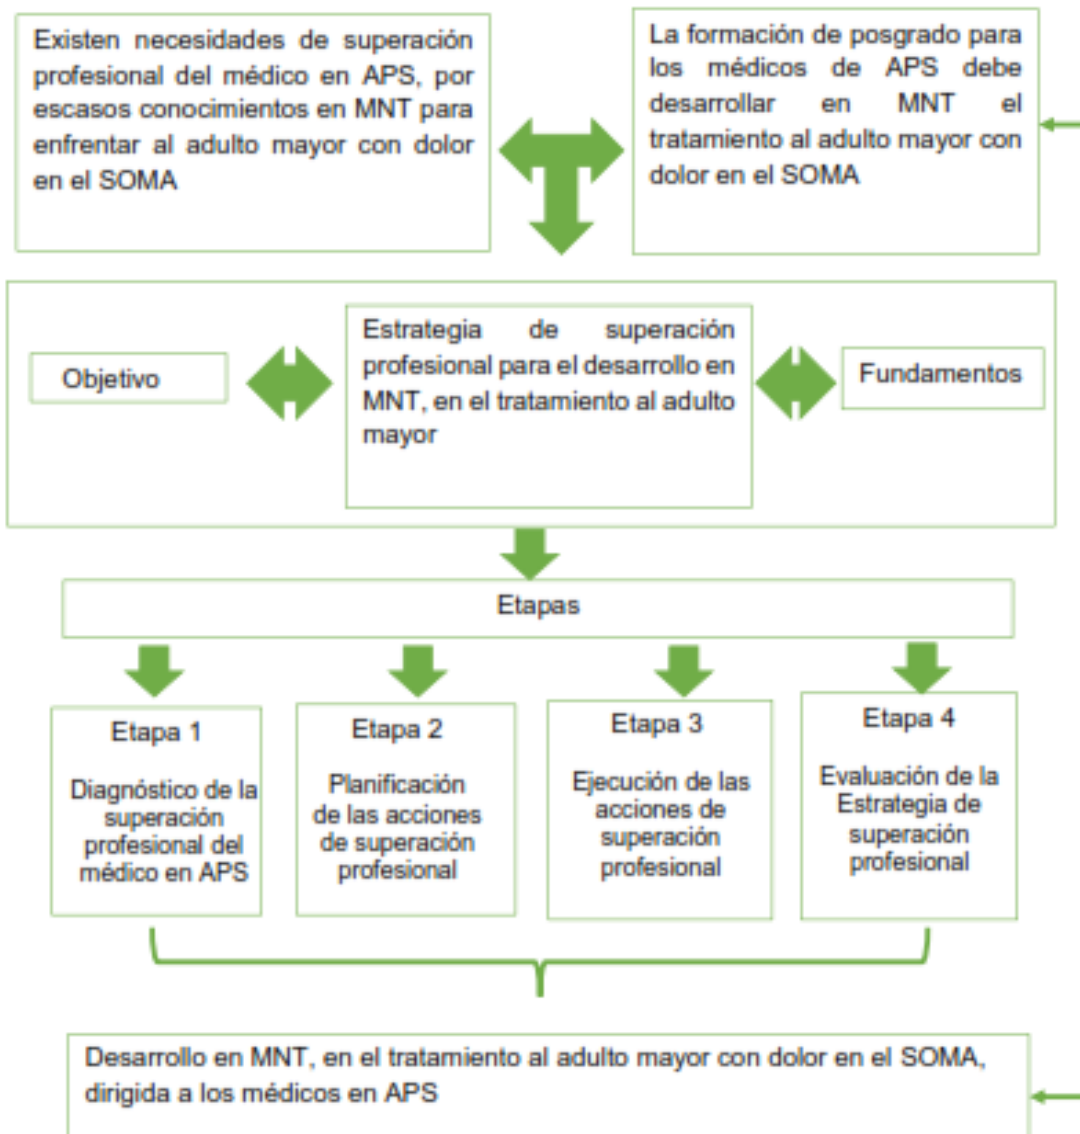 Existen necesidades de superación
profesional del médico en APS, por
escasos conocimientos en MNT para
enfrentar al adulto mayor con dolor
en el SOMA
La formación de posgrado para
los médicos de APS debe
desarrollar en MNT el
tratamiento al adulto mayor con
dolor en el SOMA
Objetivo
Estrategia de superación
profesional para el desarrollo en
MNT, en el tratamiento al adulto
mayor
Fundamentos
Etapas
Etapa 1
Diagnóstico de la
superación
profesional del
médico en APS
Etapa 2
Planificación
de las acciones
de superación
profesional
Etapa 3
Ejecución de las
acciones de
superación
profesional
Etapa 4
Evaluación de la
Estrategia de
superación
profesional
Desarrollo en MNT, en el tratamiento al adulto mayor con dolor en el SOMA,
dirigida a los médicos en APS